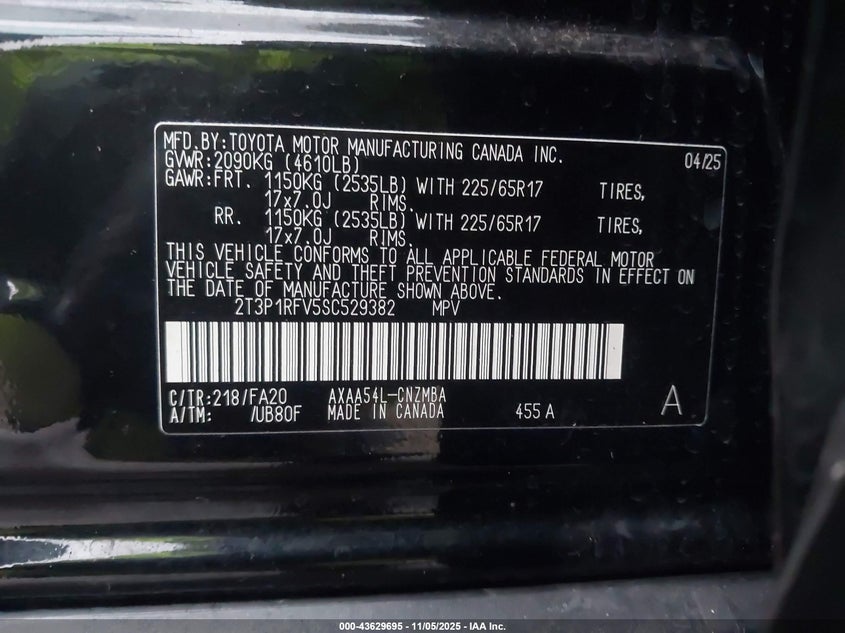 MFD.BY:TOYOTA MOTOR MANUFACTURING CANADA INC. 04/25
GVWR:2090KG (4610LB)
GAWR:FRT. 1150KG (2535LB) WITH 225/65R17 TIRES,
17x7.0J RIMS.
RR. 1150KG (2535LB) WITH 225/65R17 TIRES,
17x7.0J RIMS.
THIS VEHICLE CONFORMS TO ALL APPLICABLE FEDERAL MOTOR
VEHICLE SAFETY AND THEFT PREVENTION STANDARDS IN EFFECT ON
THE DATE OF MANUFACTURE SHOWN ABOVE.
2T3P1RFV5SC529382 MPV
C/TR:218/FA20 AXAA54L-CNZMBA
A/TM: /UB80F MADE IN CANADA 455 A A
000-43629695 - 11/05/2025 - IAA Inc.